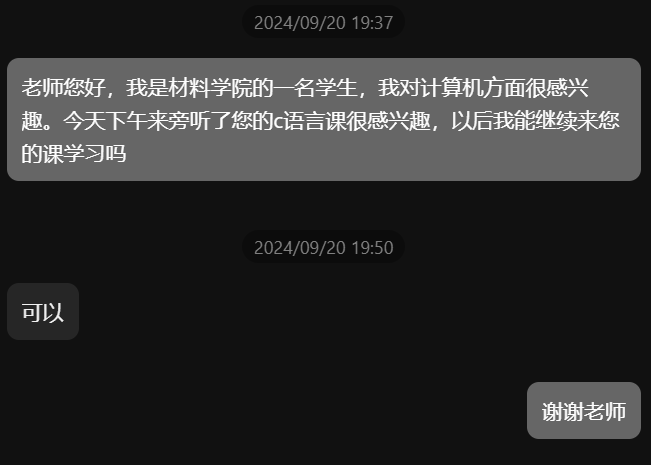 2024/09/20 19:37
老师您好，我是材料学院的一名学生，我对计算机方面很感兴
趣。今天下午来旁听了您的c语言课很感兴趣，以后我能继续来您
的课学习吗
2024/09/20 19:50
可以
谢谢老师